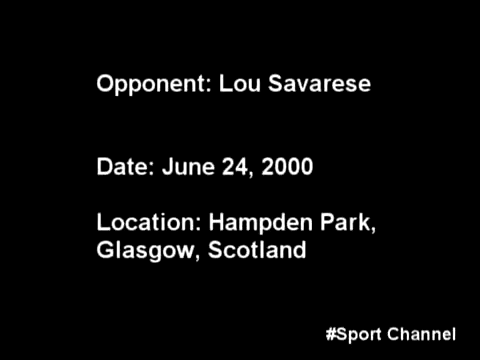 Opponent: Lou Savarese
Date: June 24, 2000
Location: Hampden Park,
Glasgow, Scotland
#Sport Channel